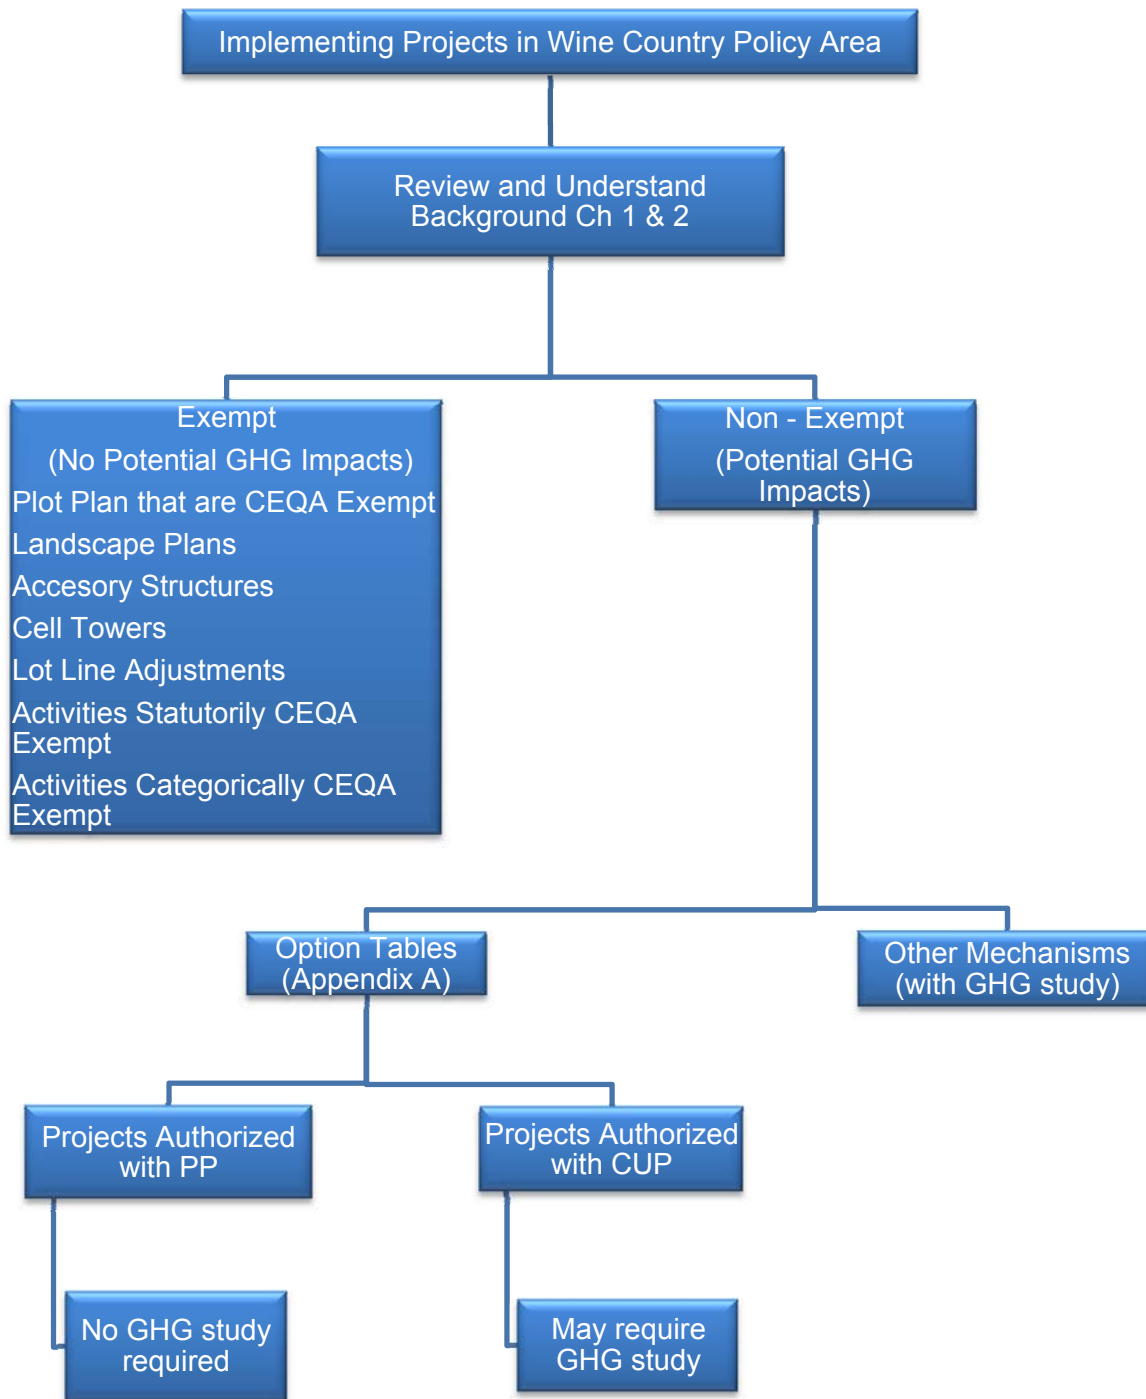 Implementing Projects in Wine Country Policy Area
Review and Understand
Background Ch 1 & 2
Exempt
(No Potential GHG Impacts)
Plot Plan that are CEQA Exempt
Landscape Plans
Accesory Structures
Cell Towers
Lot Line Adjustments
Activities Statutorily CEQA
Exempt
Activities Categorically CEQA
Exempt
Non - Exempt
(Potential GHG
Impacts)
Option Tables
(Appendix A)
Other Mechanisms
(with GHG study)
Projects Authorized
with PP
Projects Authorized
with CUP
No GHG study
required
May require
GHG study